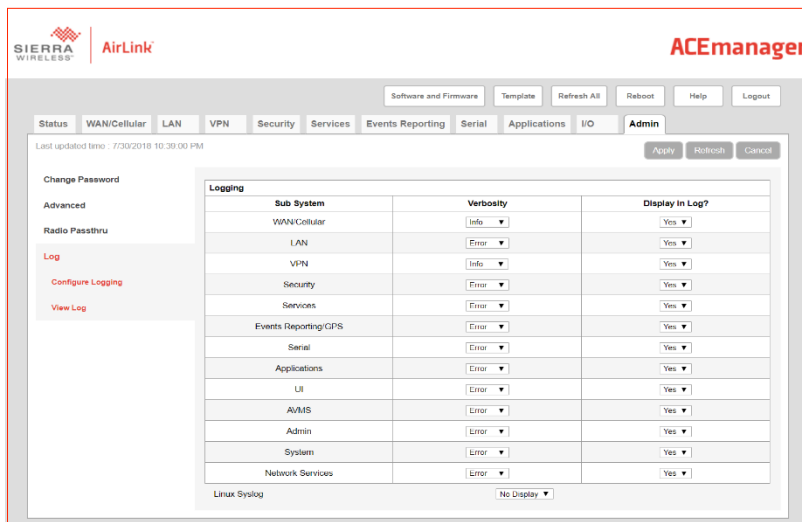 SIERRA WIRELESS AirLink ACEmanager
Software and Firmware Template Refresh All Reboot Help Logout
Status WAN/Cellular LAN VPN Security Services Events Reporting Serial Applications I/O Admin
Last updated time : 7/30/2018 10:39:00 PM Apply Refresh Cancel
Change Password
Advanced
Radio Passthru
Log
Configure Logging
View Log
Logging
Sub System Verbosity Display in Log?
WAN/Cellular Info Yes
LAN Error Yes
VPN Info Yes
Security Error Yes
Services Error Yes
Events Reporting/GPS Error Yes
Serial Error Yes
Applications Error Yes
UI Error Yes
AVMS Error Yes
Admin Error Yes
System Error Yes
Network Services Error Yes
Linux Syslog No Display